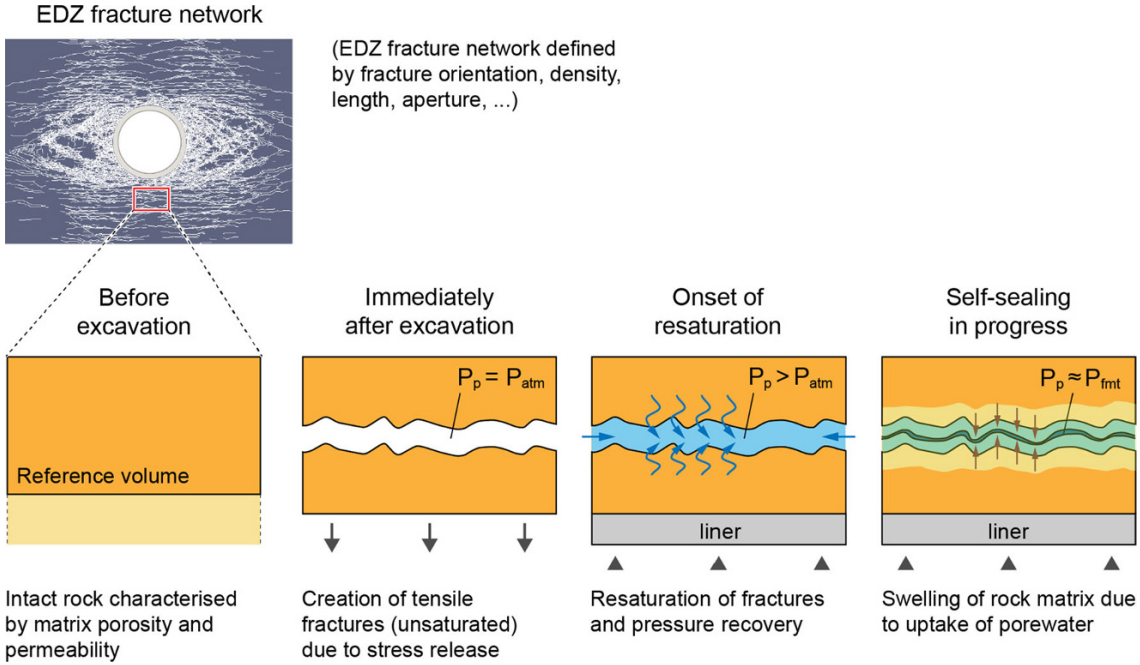 EDZ fracture network
(EDZ fracture network defined
by fracture orientation, density,
length, aperture, ...)
Before
excavation
Reference volume
Intact rock characterised
by matrix porosity and
permeability
Immediately
after excavation
Pp = Patm
Creation of tensile
fractures (unsaturated)
due to stress release
Onset of
resaturation
Pp > Patm
liner
Resaturation of fractures
and pressure recovery
Self-sealing
in progress
Pp ≈ Pfmt
liner
Swelling of rock matrix due
to uptake of porewater